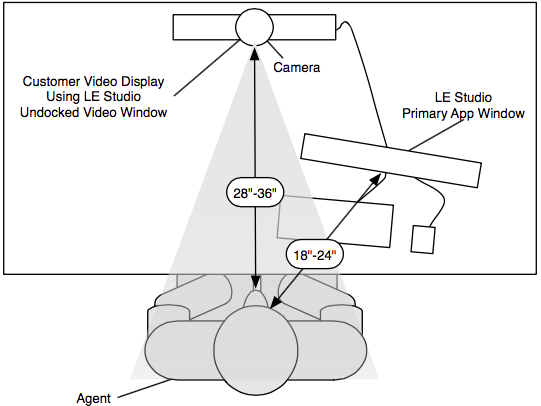 Camera
Customer Video Display
Using LE Studio
Undocked Video Window
LE Studio
Primary App Window
28"-36"
18"-24"
Agent